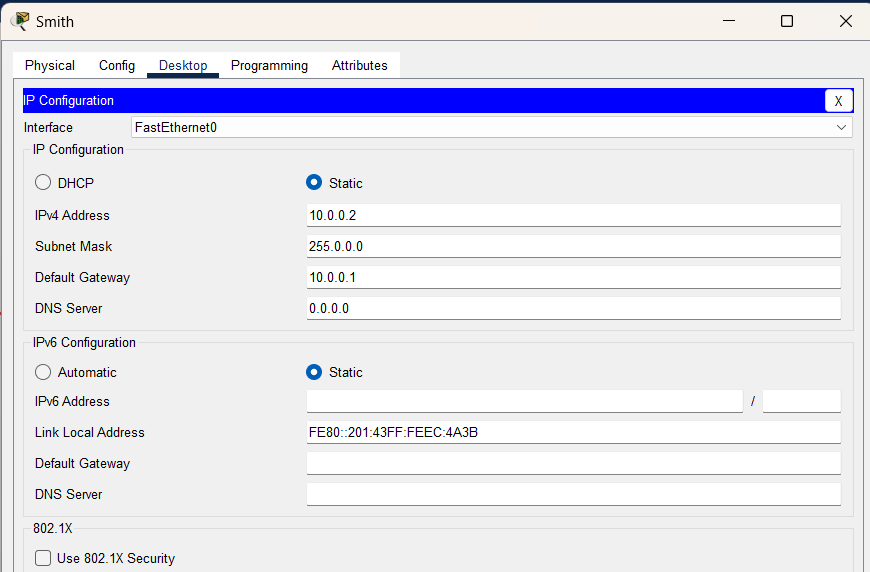 Smith
Physical Config Desktop Programming Attributes
IP Configuration X
Interface FastEthernet0
IP Configuration
DHCP Static
IPv4 Address 10.0.0.2
Subnet Mask 255.0.0.0
Default Gateway 10.0.0.1
DNS Server 0.0.0.0
IPv6 Configuration
Automatic Static
IPv6 Address /
Link Local Address FE80::201:43FF:FEEC:4A3B
Default Gateway
DNS Server
802.1X
Use 802.1X Security